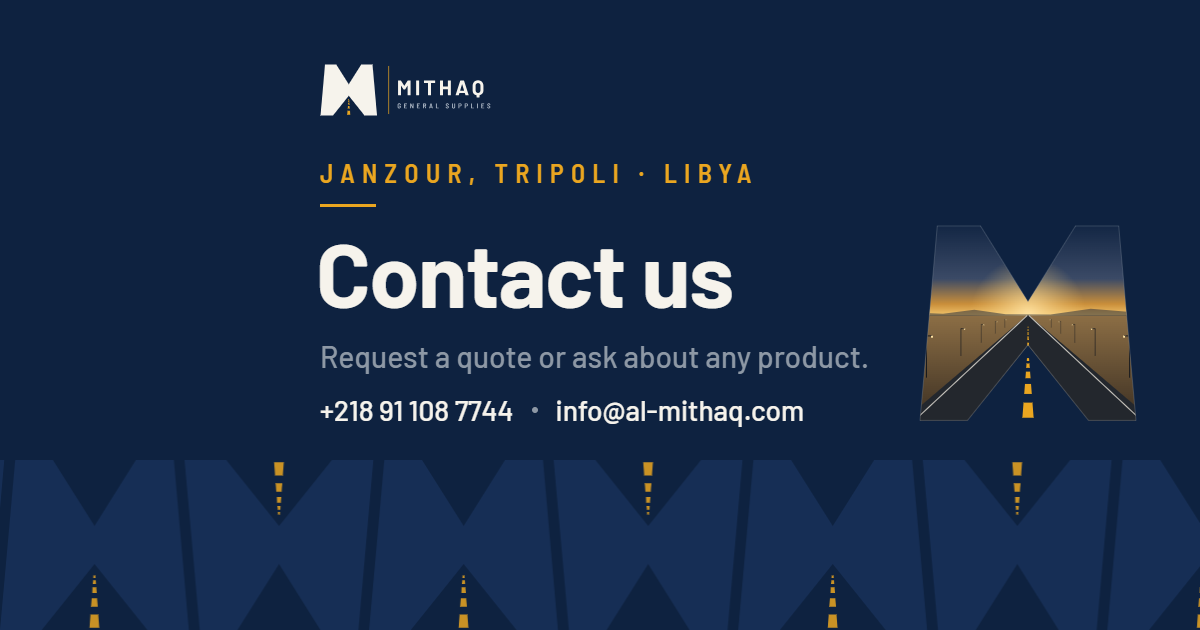 MITHAQ
GENERAL SUPPLIES
JANZOUR, TRIPOLI · LIBYA
Contact us
Request a quote or ask about any product.
+218 91 108 7744 • info@al-mithaq.com